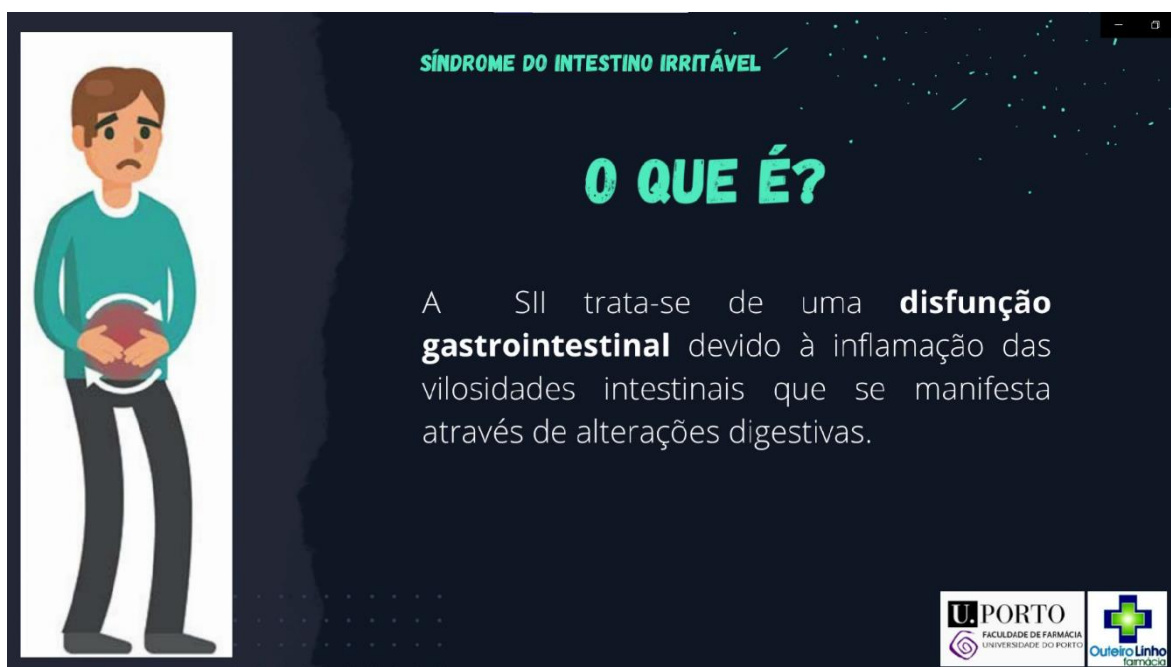 SÍNDROME DO INTESTINO IRRITÁVEL
O QUE É?
A SII trata-se de uma disfunção
gastrointestinal devido à inflamação das
vilosidades intestinais que se manifesta
através de alterações digestivas.
U. PORTO
FACULDADE DE FARMÁCIA
UNIVERSIDADE DO PORTO
Outeiro Linho
farmácia